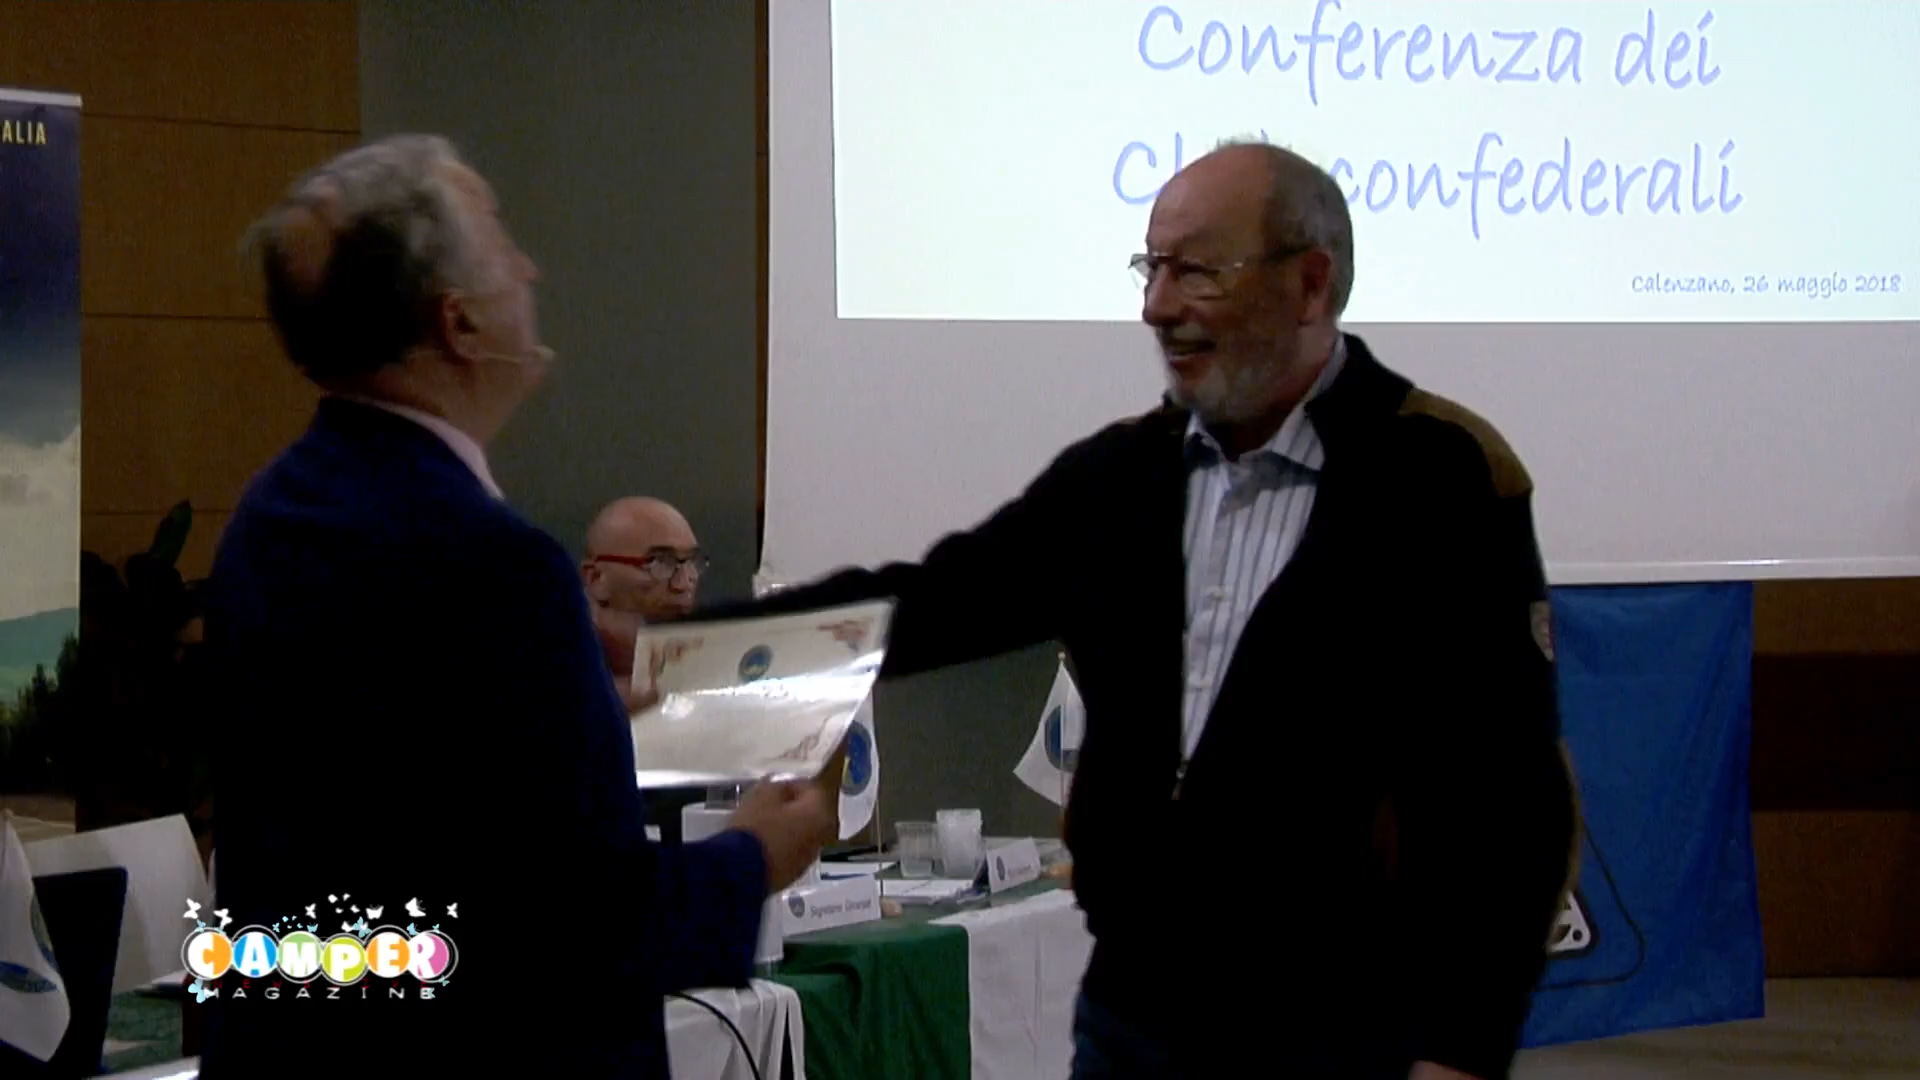 Conferenza dei
confederali
Calenzano, 26 maggio 2018
ALIA
CAMPER
MAGAZINE